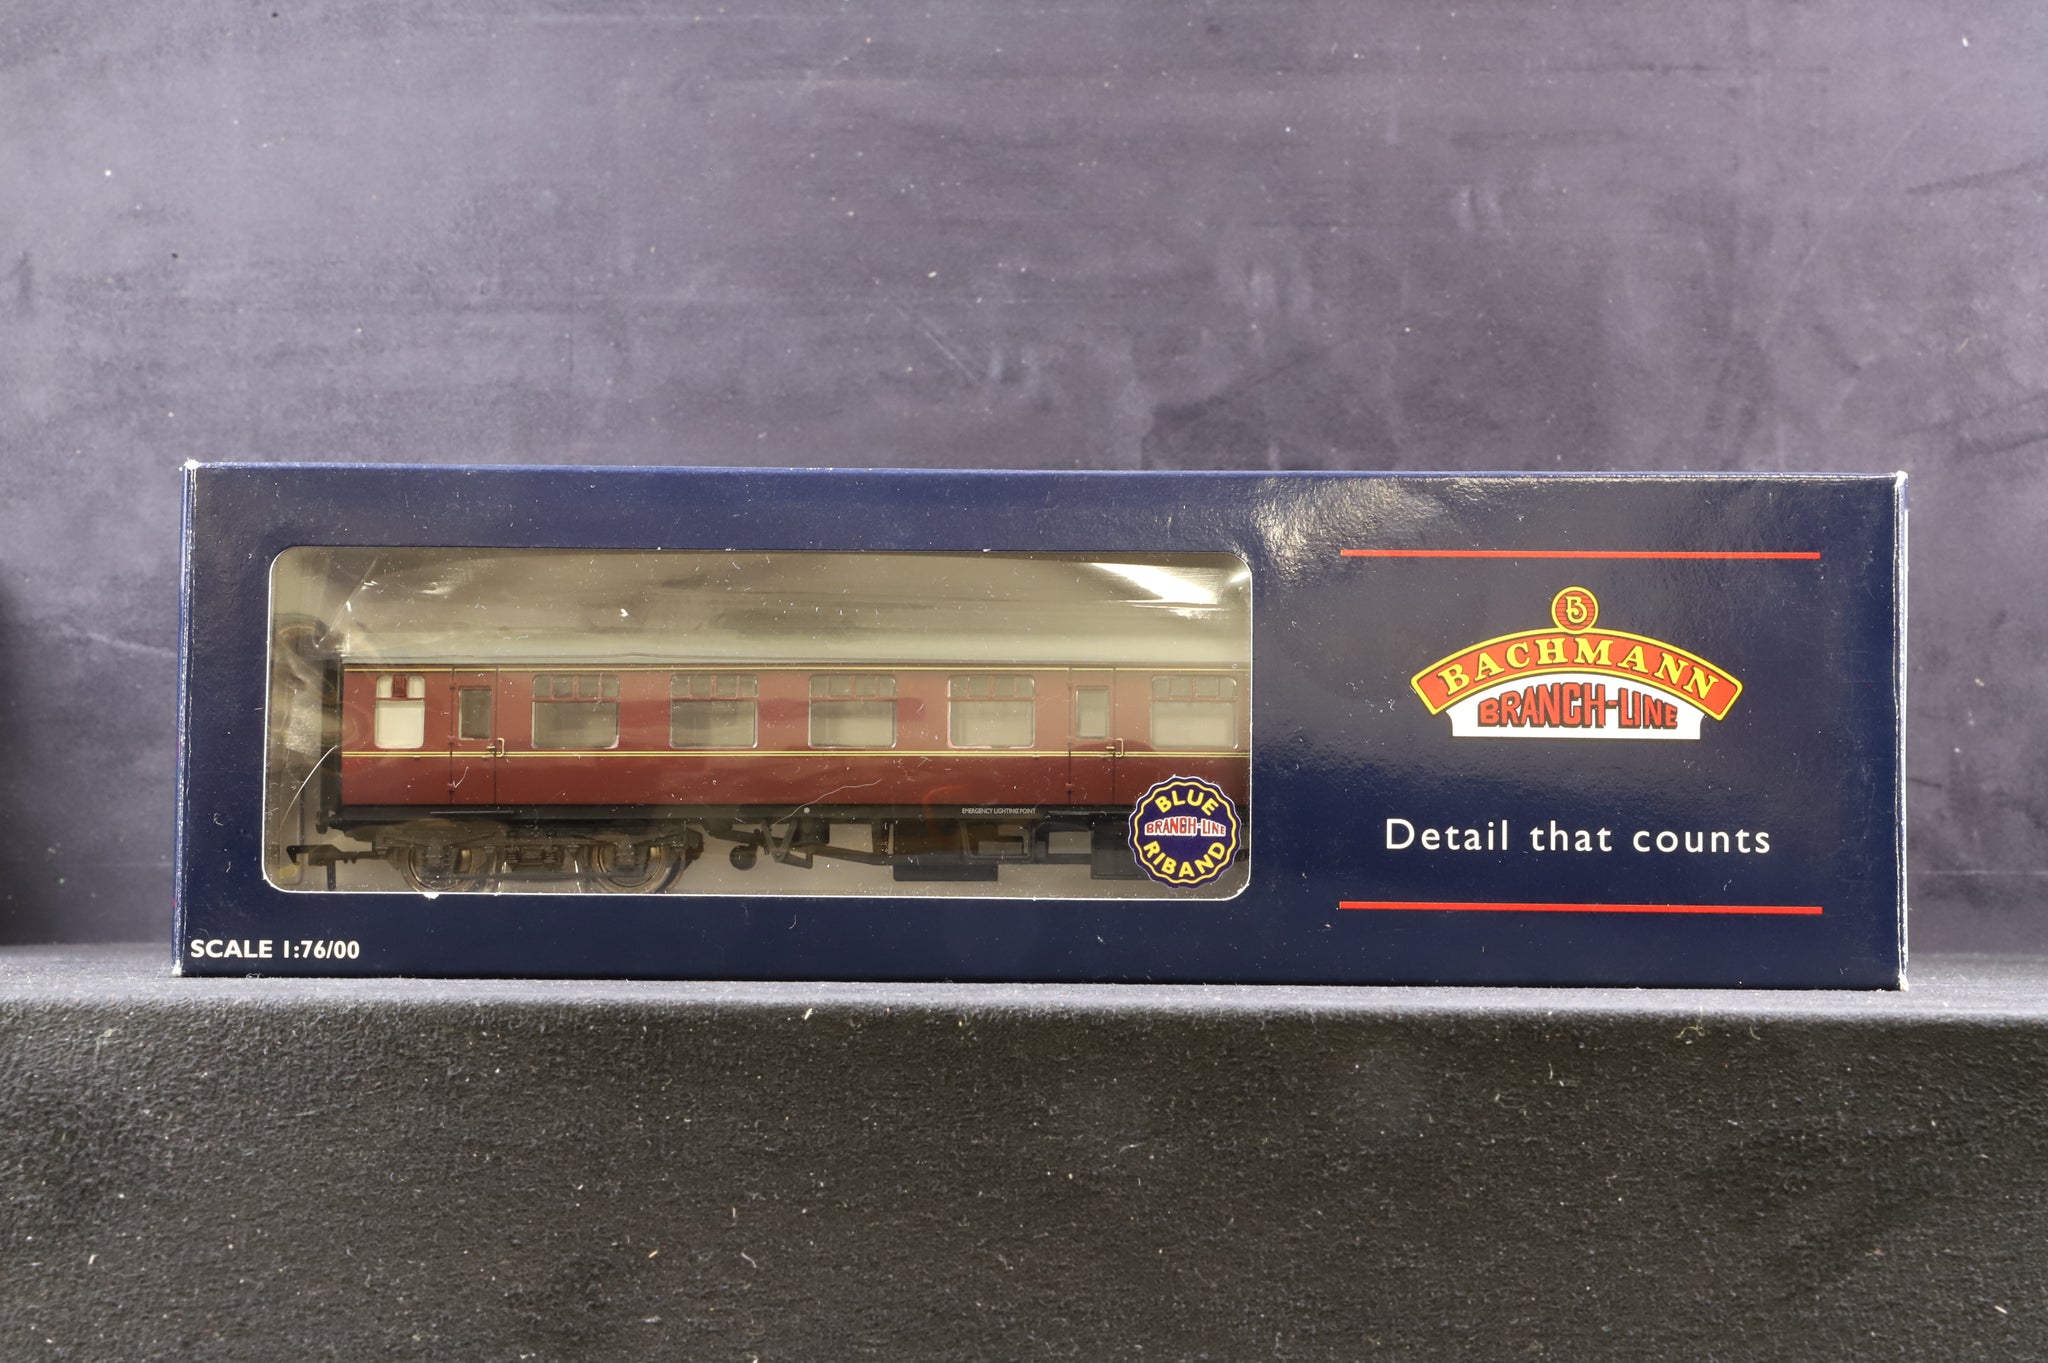 B
BACHMANN
BRANCH-LINE
Detail that counts
EMERGENCY LIGHTING POINT
BLUE
BRANCH-LINE
RIBAND
SCALE 1:76/00